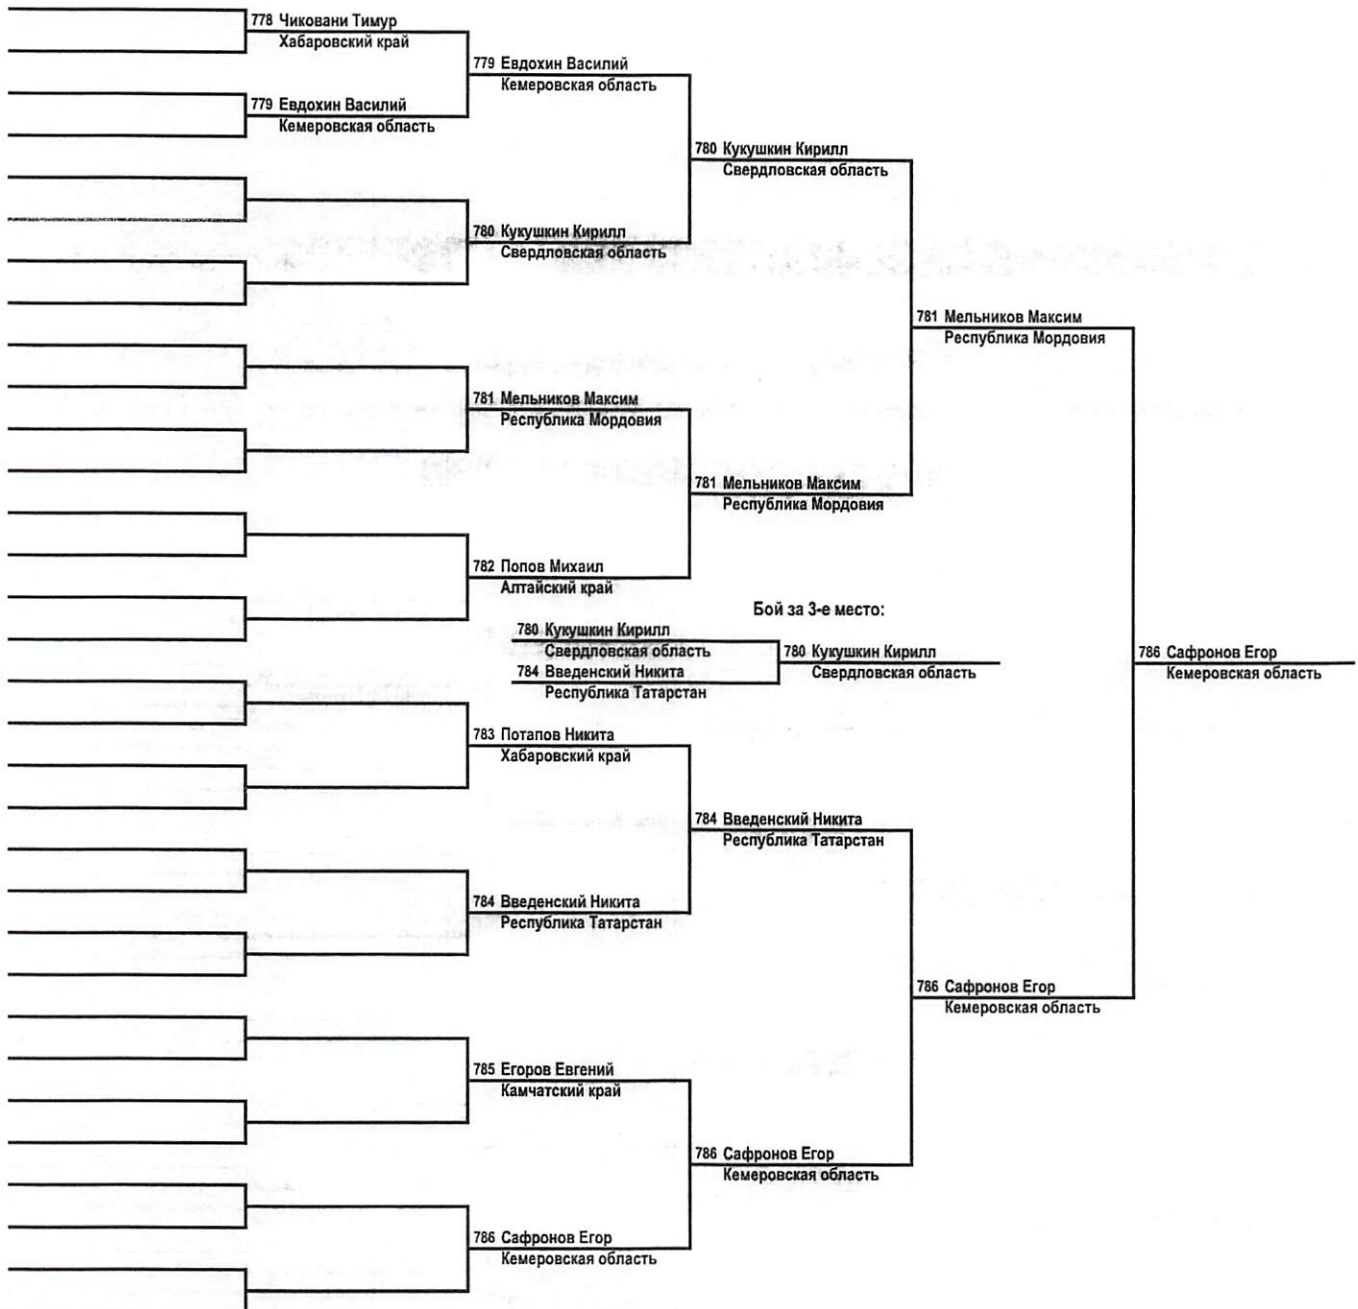 778 Чиковани Тимур
Хабаровский край
779 Евдохин Василий
Кемеровская область
779 Евдохин Василий
Кемеровская область
780 Кукушкин Кирилл
Свердловская область
780 Кукушкин Кирилл
Свердловская область
781 Мельников Максим
Республика Мордовия
781 Мельников Максим
Республика Мордовия
781 Мельников Максим
Республика Мордовия
782 Попов Михаил
Алтайский край
Бой за 3-е место:
780 Кукушкин Кирилл
Свердловская область
784 Введенский Никита
Республика Татарстан
780 Кукушкин Кирилл
Свердловская область
786 Сафронов Егор
Кемеровская область
783 Потапов Никита
Хабаровский край
784 Введенский Никита
Республика Татарстан
784 Введенский Никита
Республика Татарстан
786 Сафронов Егор
Кемеровская область
785 Егоров Евгений
Камчатский край
786 Сафронов Егор
Кемеровская область
786 Сафронов Егор
Кемеровская область